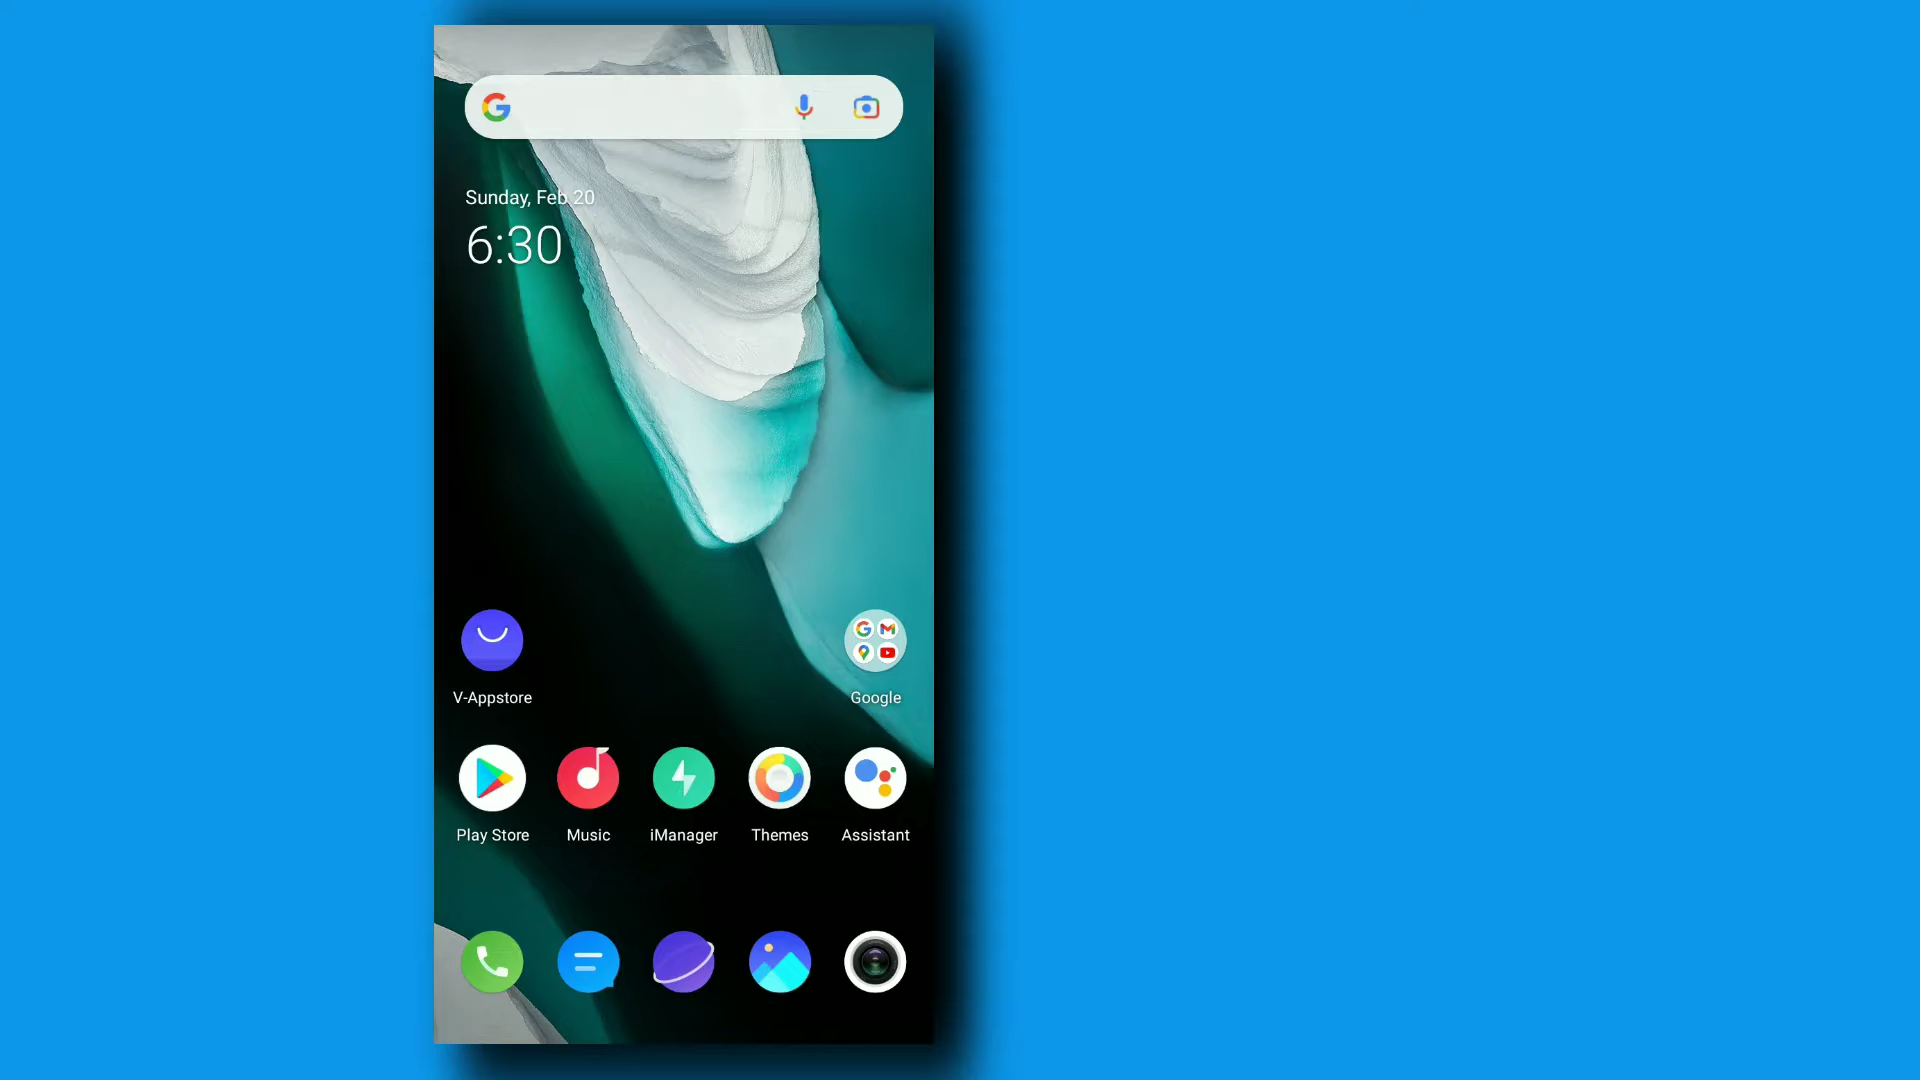 Sunday, Feb 20
6:30
V-Appstore
Google
Play Store
Music
iManager
Themes
Assistant